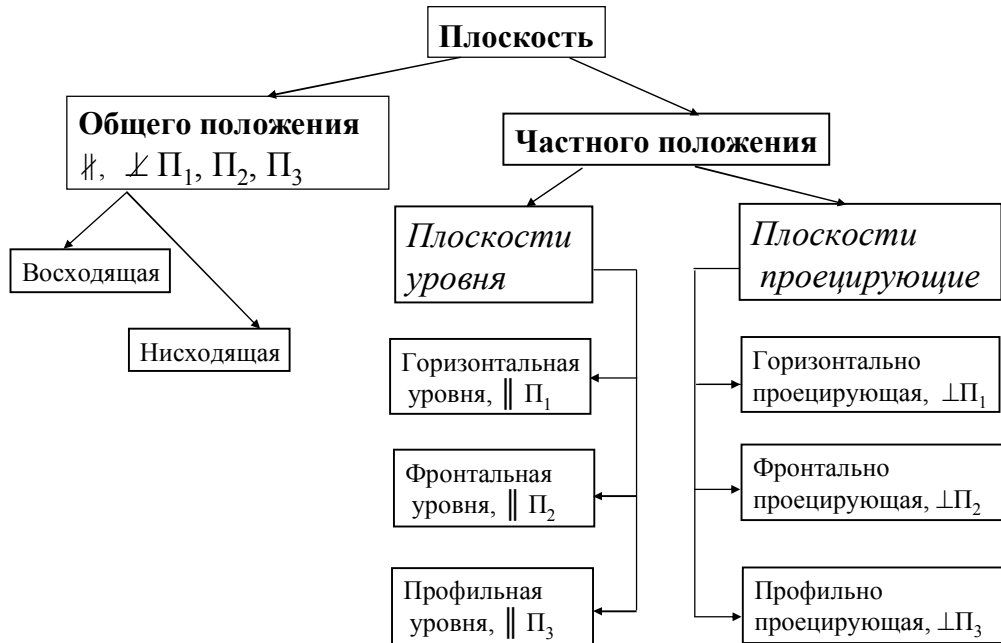 Плоскость
Общего положения
∦, ⊥̸ П₁, П₂, П₃
Частного положения
Восходящая
Нисходящая
Плоскости
уровня
Плоскости
проецирующие
Горизонтальная
уровня, ∥ П₁
Фронтальная
уровня, ∥ П₂
Профильная
уровня, ∥ П₃
Горизонтально
проецирующая, ⊥П₁
Фронтально
проецирующая, ⊥П₂
Профильно
проецирующая, ⊥П₃